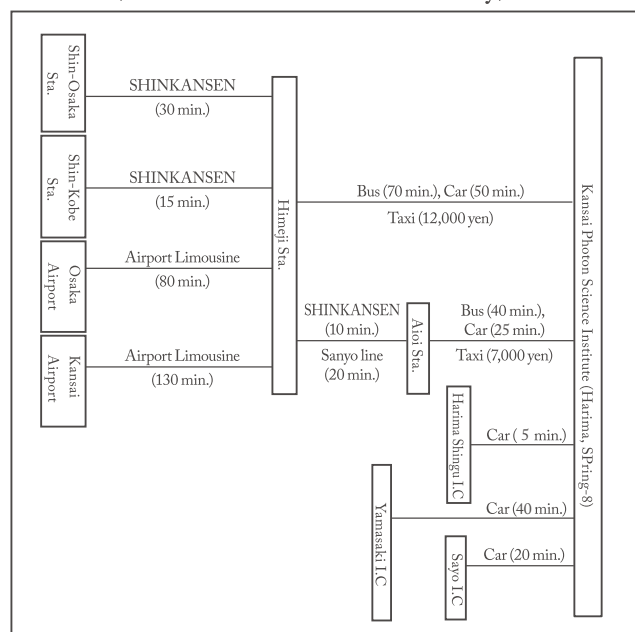 Shin-Osaka
Sta.
SHINKANSEN
(30 min.)
Shin-Kobe
Sta.
SHINKANSEN
(15 min.)
Osaka
Airport
Airport Limousine
(80 min.)
Kansai
Airport
Airport Limousine
(130 min.)
Himeji Sta.
Bus (70 min.), Car (50 min.)
Taxi (12,000 yen)
SHINKANSEN
(10 min.)
Sanyo line
(20 min.)
Aioi Sta.
Bus (40 min.),
Car (25 min.)
Taxi (7,000 yen)
Harima Shingu I.C
Car ( 5 min.)
Yamasaki I.C
Car (40 min.)
Sayo I.C
Car (20 min.)
Kansai Photon Science Institute (Harima, SPring-8)